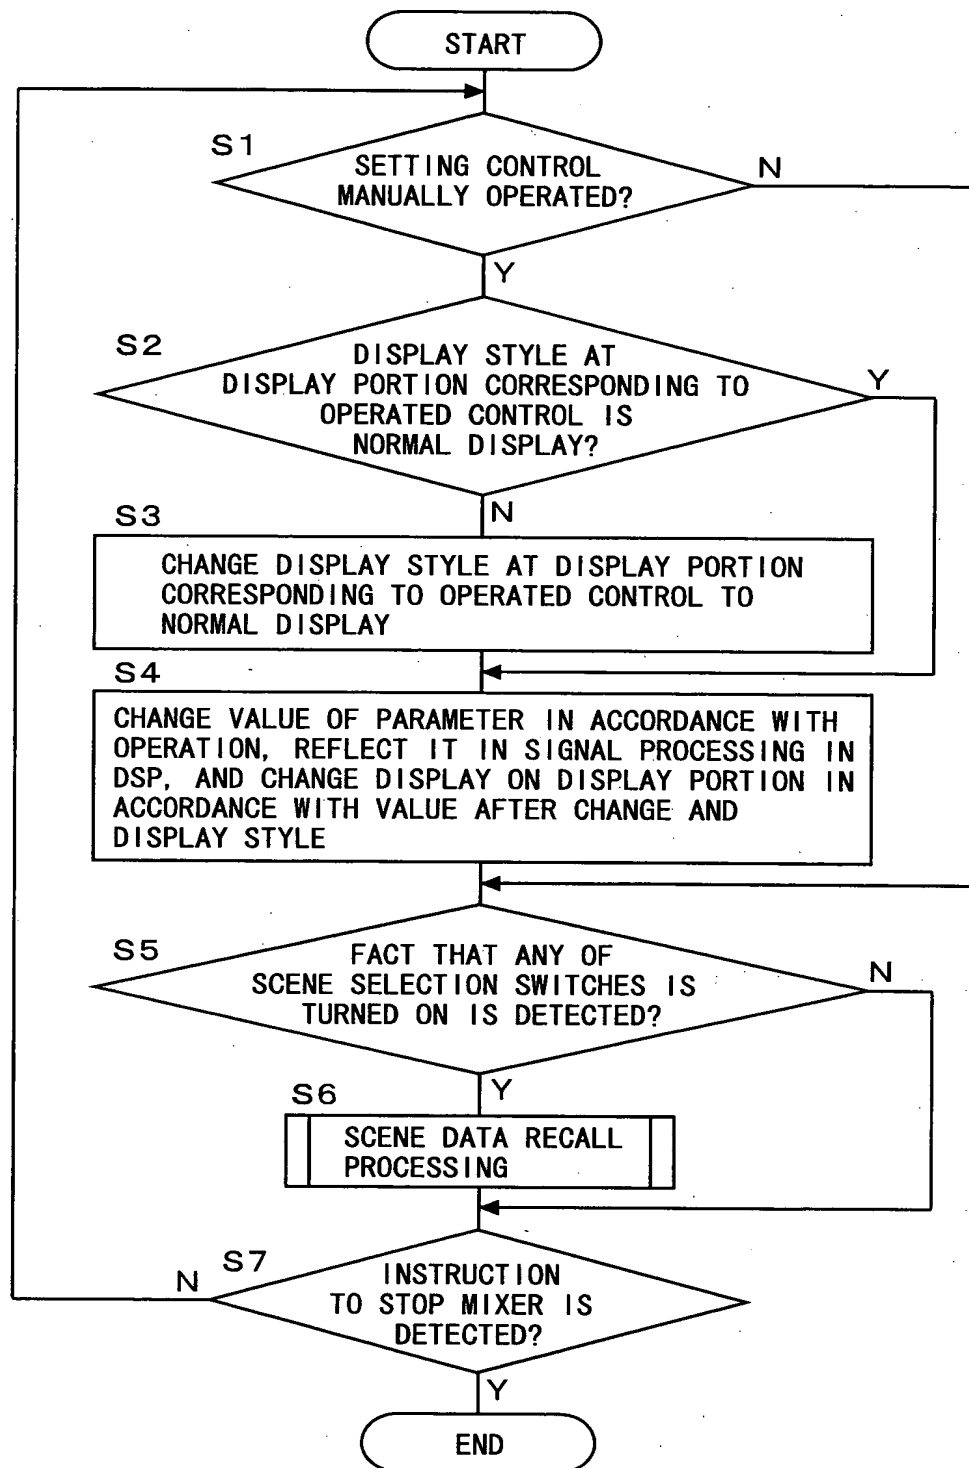 START
S1
SETTING CONTROL
MANUALLY OPERATED?
N
Y
S2
DISPLAY STYLE AT
DISPLAY PORTION CORRESPONDING TO
OPERATED CONTROL IS
NORMAL DISPLAY?
Y
N
S3
CHANGE DISPLAY STYLE AT DISPLAY PORTION
CORRESPONDING TO OPERATED CONTROL TO
NORMAL DISPLAY
S4
CHANGE VALUE OF PARAMETER IN ACCORDANCE WITH
OPERATION, REFLECT IT IN SIGNAL PROCESSING IN
DSP, AND CHANGE DISPLAY ON DISPLAY PORTION IN
ACCORDANCE WITH VALUE AFTER CHANGE AND
DISPLAY STYLE
S5
FACT THAT ANY OF
SCENE SELECTION SWITCHES IS
TURNED ON IS DETECTED?
N
Y
S6
SCENE DATA RECALL
PROCESSING
S7
N
INSTRUCTION
TO STOP MIXER IS
DETECTED?
Y
END